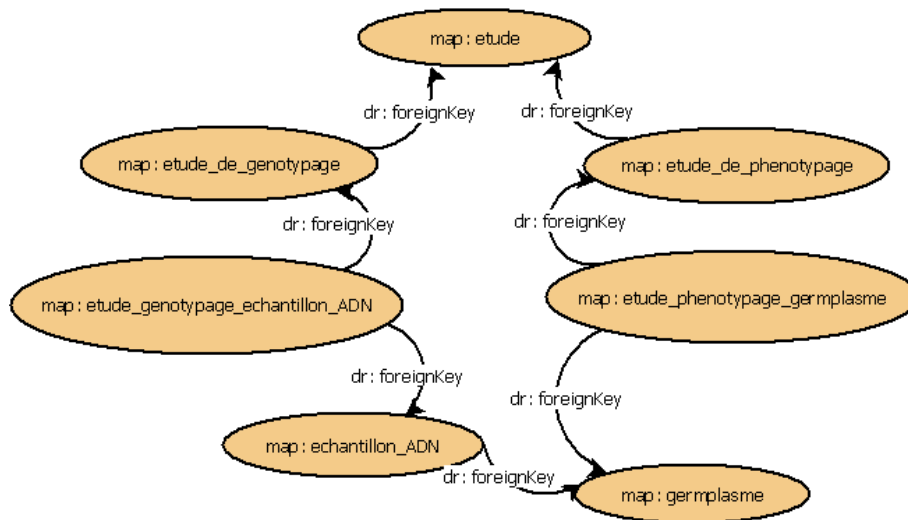 map:etude
dr:foreignKey
dr:foreignKey
map:etude_de_genotypage
map:etude_de_phenotypage
dr:foreignKey
dr:foreignKey
map:etude_genotypage_echantillon_ADN
map:etude_phenotypage_germplasme
dr:foreignKey
dr:foreignKey
map:echantillon_ADN
dr:foreignKey
map:germplasme